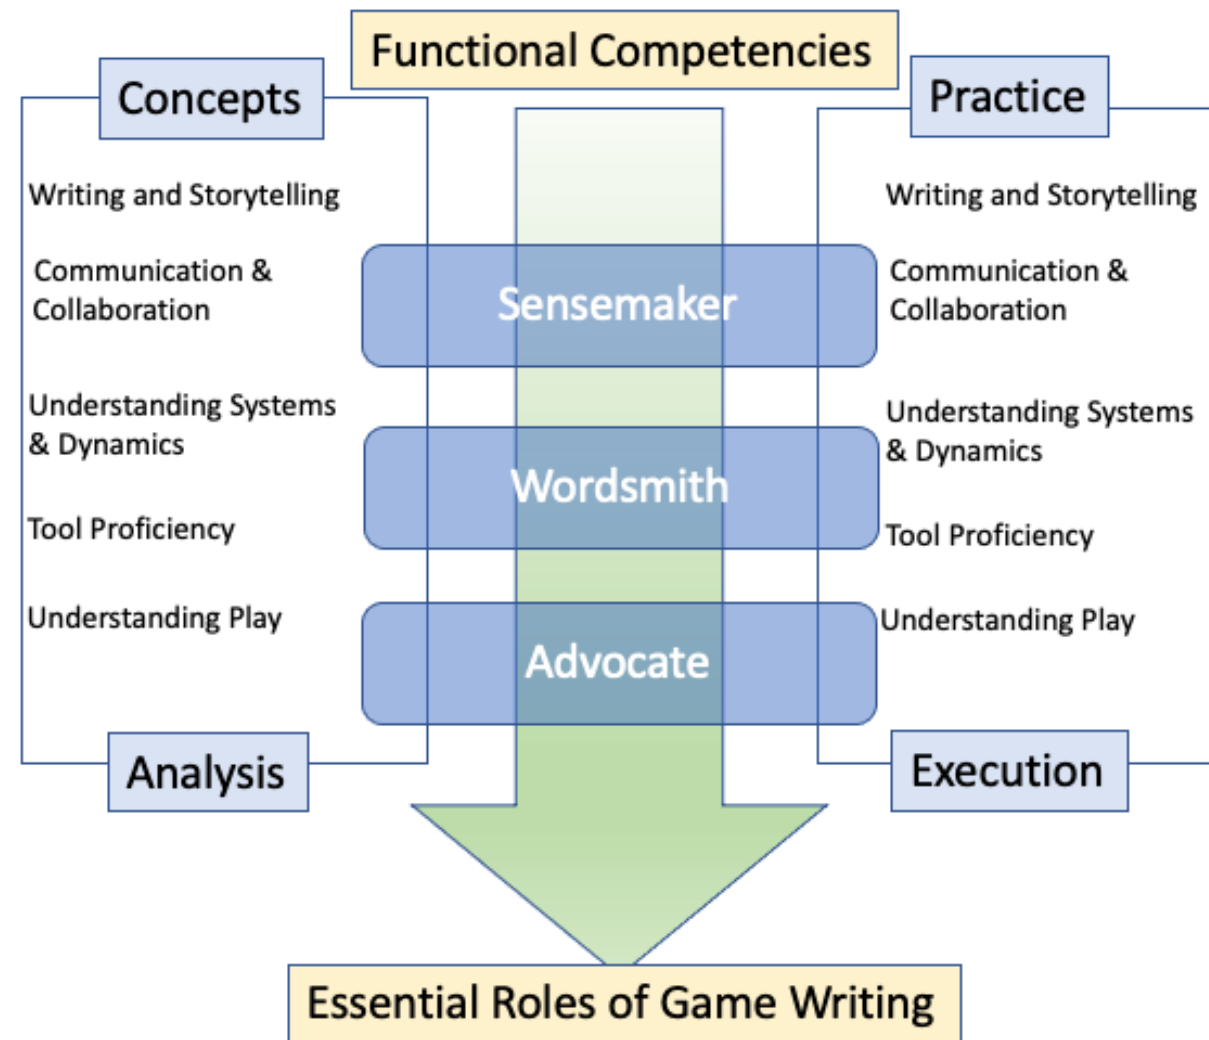 Functional Competencies
Concepts
Writing and Storytelling
Communication &
Collaboration
Understanding Systems
& Dynamics
Tool Proficiency
Understanding Play
Analysis
Sensemaker
Wordsmith
Advocate
Practice
Writing and Storytelling
Communication &
Collaboration
Understanding Systems
& Dynamics
Tool Proficiency
Understanding Play
Execution
Essential Roles of Game Writing